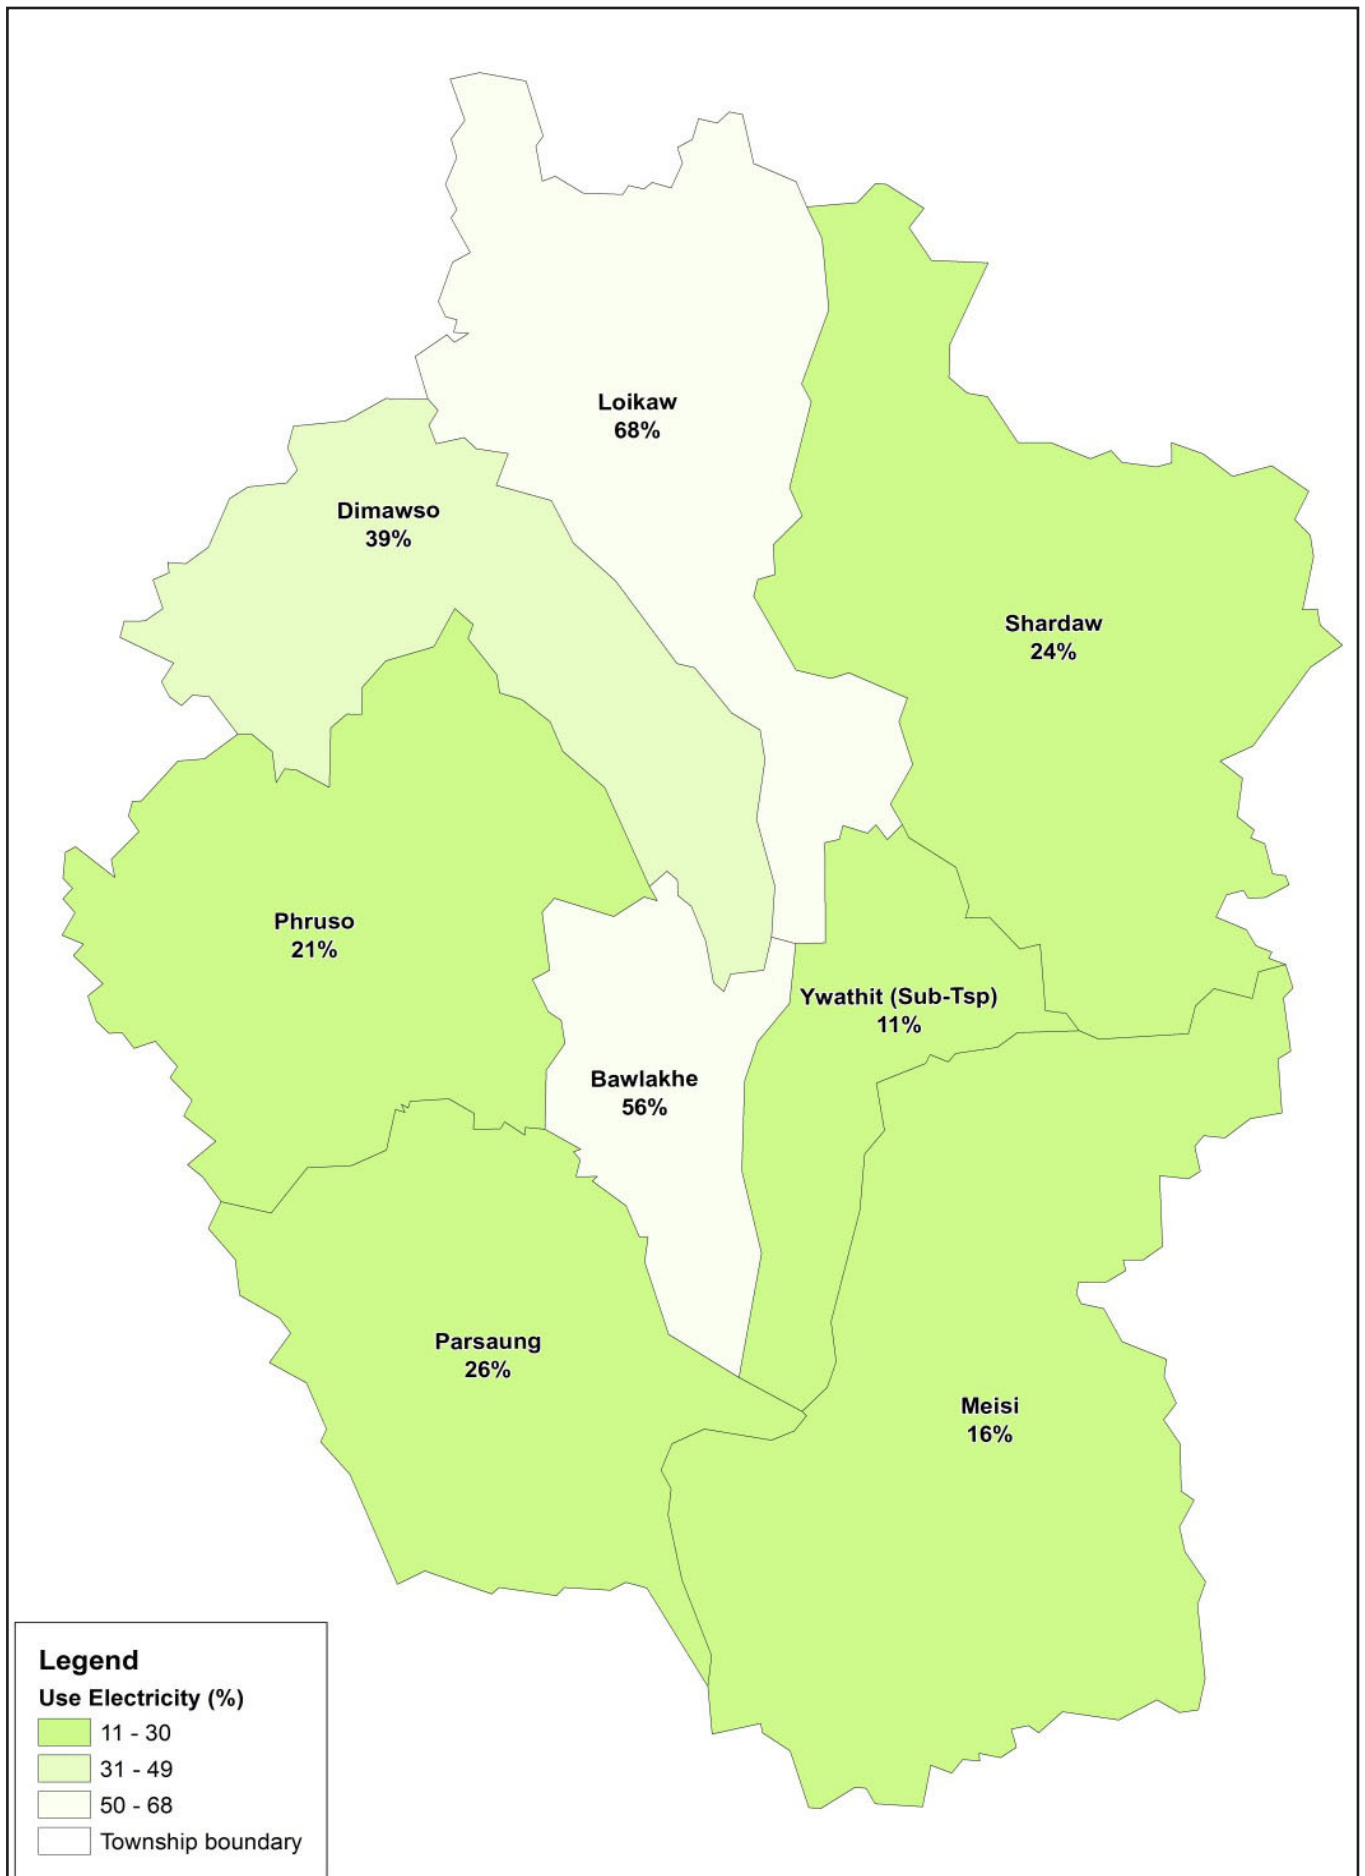 Loikaw
68%
Dimawso
39%
Shardaw
24%
Phruso
21%
Ywathit (Sub-Tsp)
11%
Bawlakhe
56%
Parsaung
26%
Meisi
16%
Legend
Use Electricity (%)
11 - 30
31 - 49
50 - 68
Township boundary